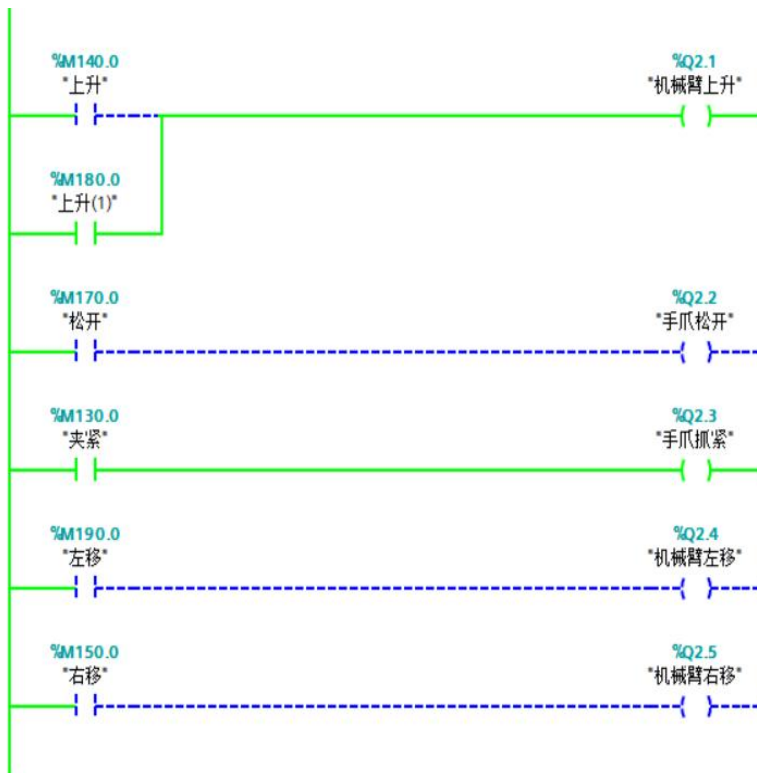 %M140.0
"上升"
%Q2.1
"机械臂上升"
%M180.0
"上升(1)"
%M170.0
"松开"
%Q2.2
"手爪松开"
%M130.0
"夹紧"
%Q2.3
"手爪抓紧"
%M190.0
"左移"
%Q2.4
"机械臂左移"
%M150.0
"右移"
%Q2.5
"机械臂右移"